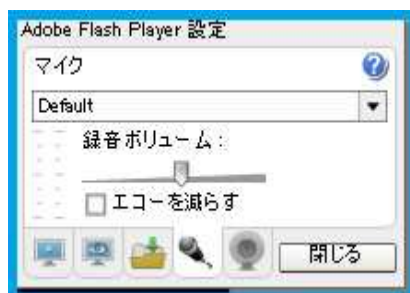 Adobe Flash Player 設定
マイク
Default
録音ボリューム:
エコーを減らす
閉じる